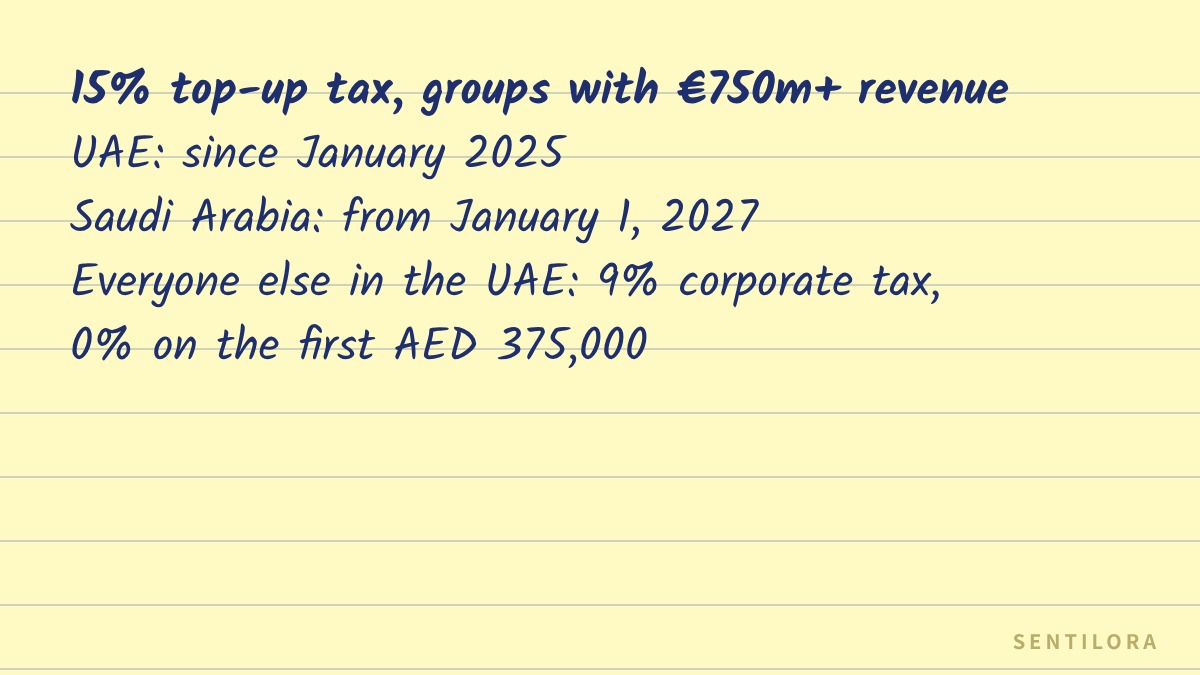 15% top-up tax, groups with €750m+ revenue
UAE: since January 2025
Saudi Arabia: from January 1, 2027
Everyone else in the UAE: 9% corporate tax,
0% on the first AED 375,000
SENTILORA